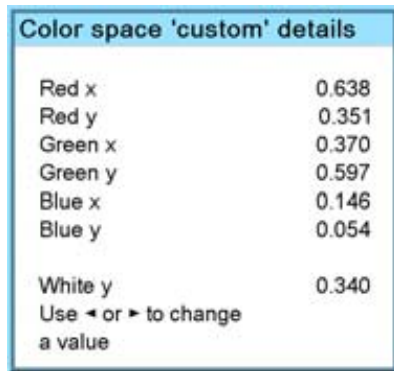 Color space 'custom' details
Red x 0.638
Red y 0.351
Green x 0.370
Green y 0.597
Blue x 0.146
Blue y 0.054
White y 0.340
Use ◄ or ► to change
a value